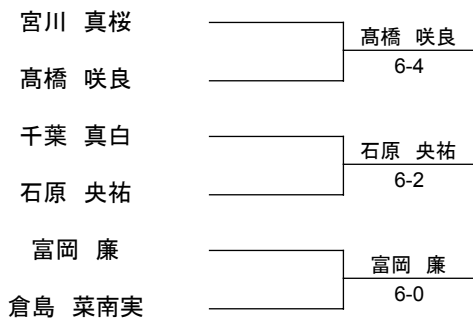 宮川　真桜
髙橋　咲良
髙橋　咲良
6-4
千葉　真白
石原　央祐
石原　央祐
6-2
富岡　廉
富岡　廉
6-0
倉島　菜南実